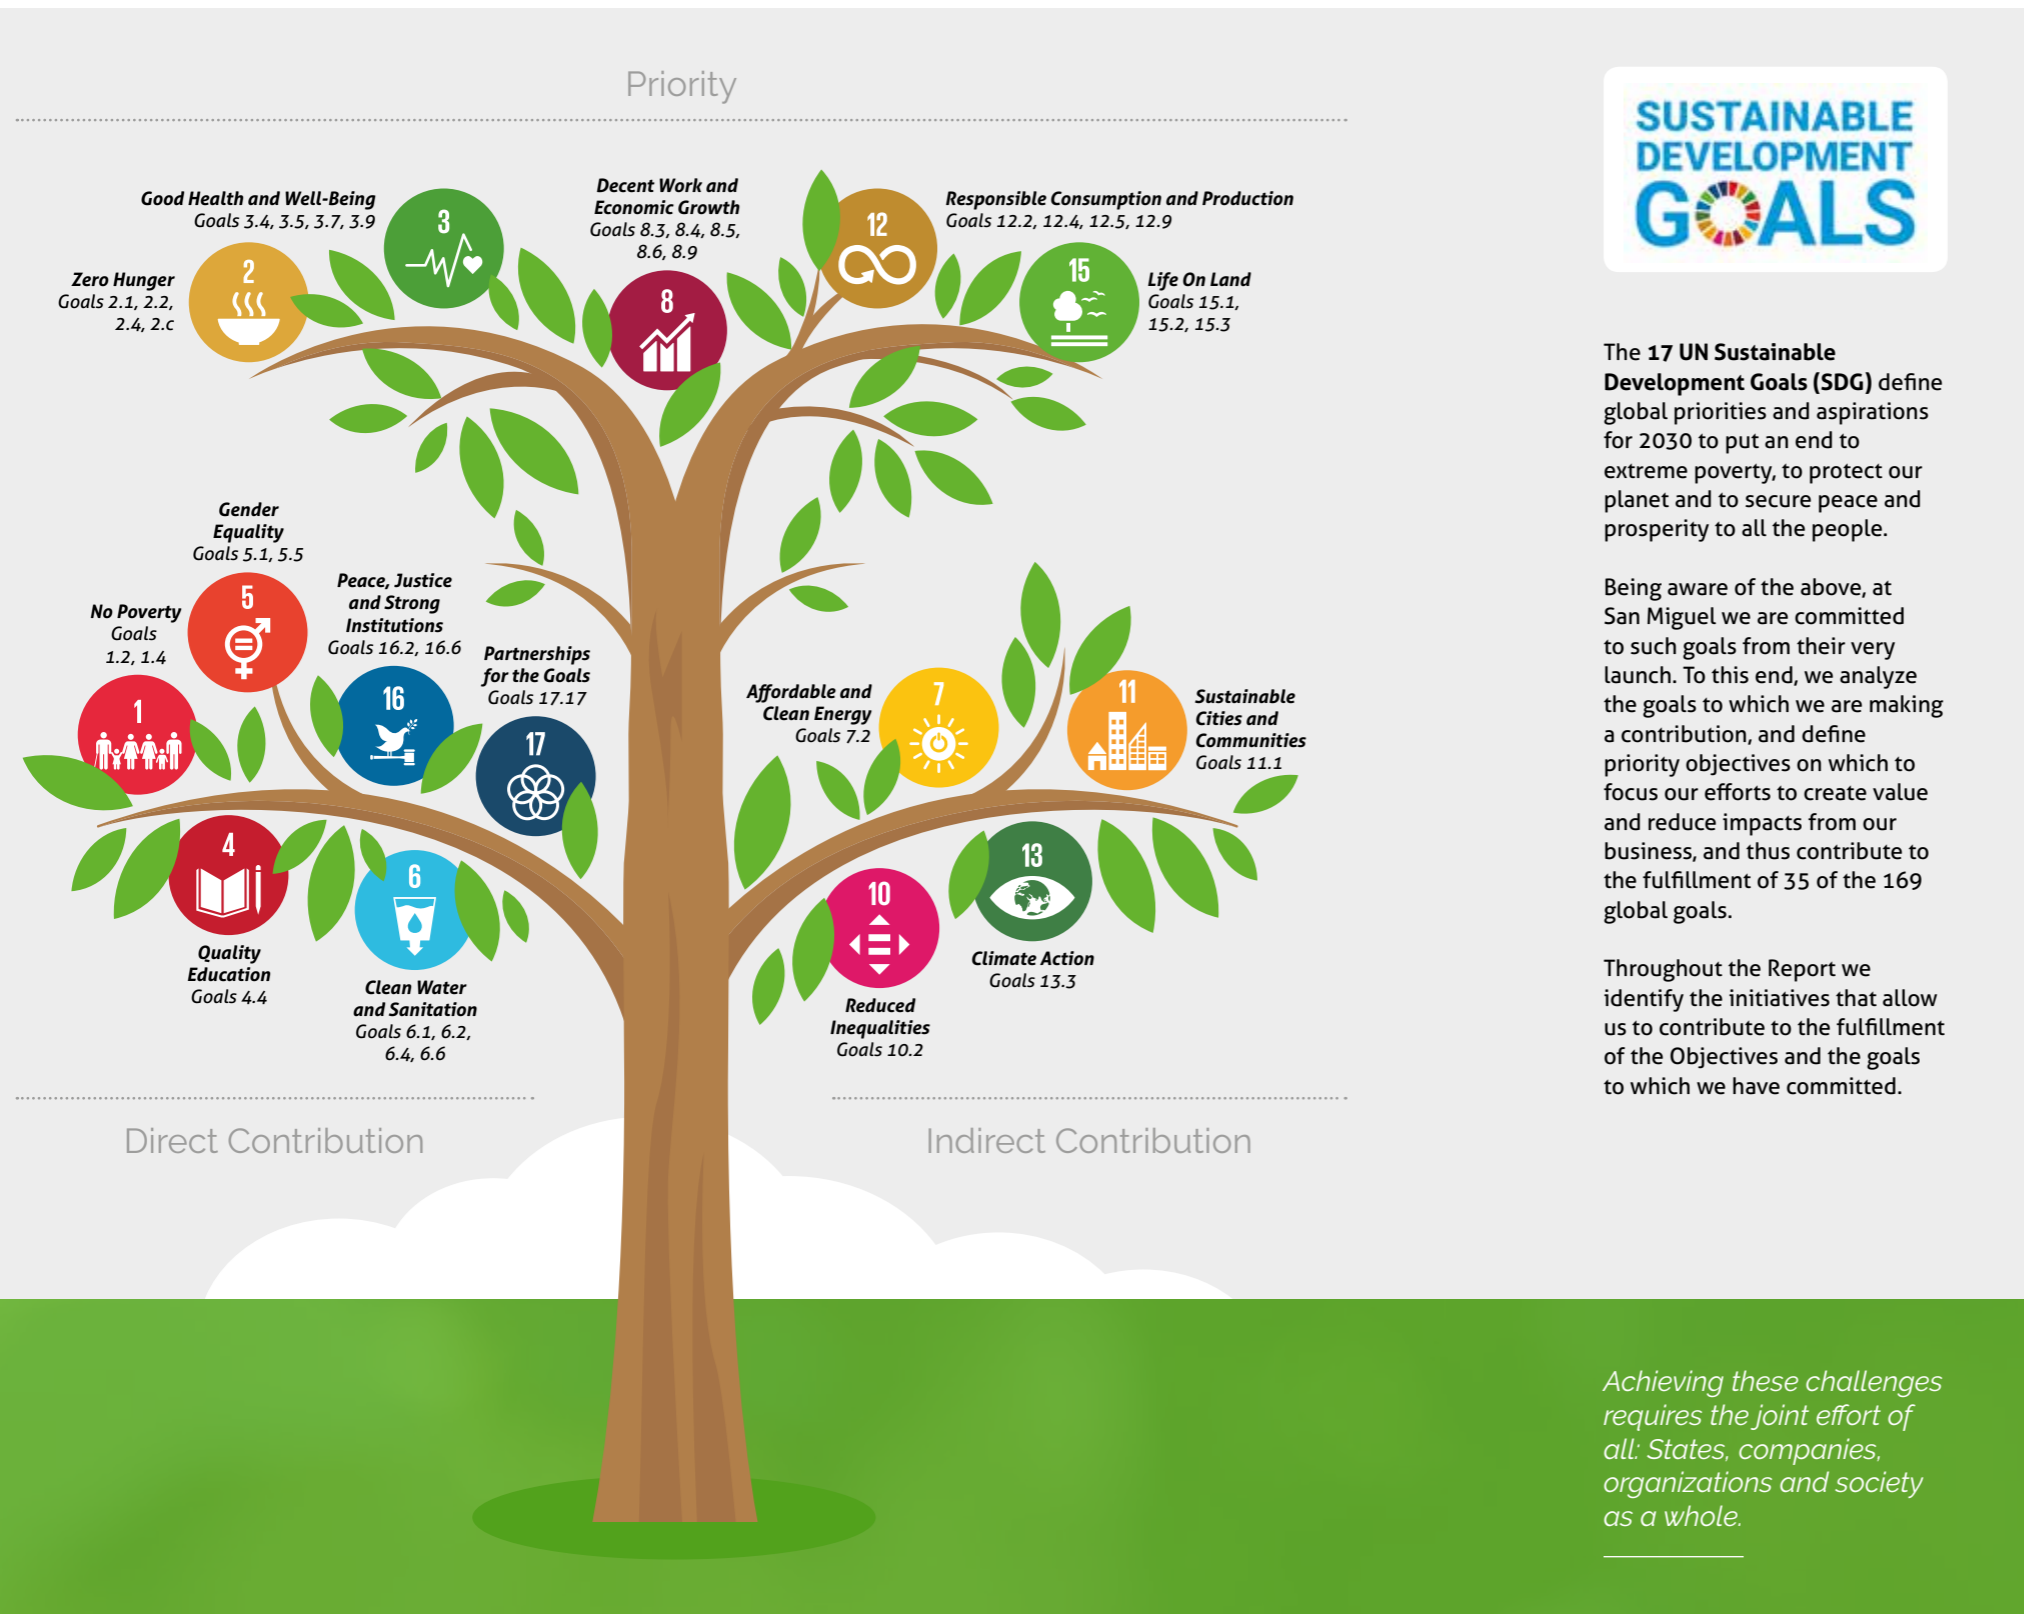 Priority
Good Health and Well-Being
Goals 3.4, 3.5, 3.7, 3.9
3
Zero Hunger
Goals 2.1, 2.2,
2.4, 2.c
2
Decent Work and
Economic Growth
Goals 8.3, 8.4, 8.5,
8.6, 8.9
8
12
Responsible Consumption and Production
Goals 12.2, 12.4, 12.5, 12.9
15
Life On Land
Goals 15.1,
15.2, 15.3
Gender
Equality
Goals 5.1, 5.5
5
No Poverty
Goals
1.2, 1.4
1
Peace, Justice
and Strong
Institutions
Goals 16.2, 16.6
16
Partnerships
for the Goals
Goals 17.17
17
4
Quality
Education
Goals 4.4
6
Clean Water
and Sanitation
Goals 6.1, 6.2,
6.4, 6.6
Affordable and
Clean Energy
Goals 7.2
7
11
Sustainable
Cities and
Communities
Goals 11.1
10
Reduced
Inequalities
Goals 10.2
13
Climate Action
Goals 13.3
Direct Contribution
Indirect Contribution
SUSTAINABLE
DEVELOPMENT
GOALS
The 17 UN Sustainable
Development Goals (SDG) define
global priorities and aspirations
for 2030 to put an end to
extreme poverty, to protect our
planet and to secure peace and
prosperity to all the people.
Being aware of the above, at
San Miguel we are committed
to such goals from their very
launch. To this end, we analyze
the goals to which we are making
a contribution, and define
priority objectives on which to
focus our efforts to create value
and reduce impacts from our
business, and thus contribute to
the fulfillment of 35 of the 169
global goals.
Throughout the Report we
identify the initiatives that allow
us to contribute to the fulfillment
of the Objectives and the goals
to which we have committed.
Achieving these challenges
requires the joint effort of
all: States, companies,
organizations and society
as a whole.